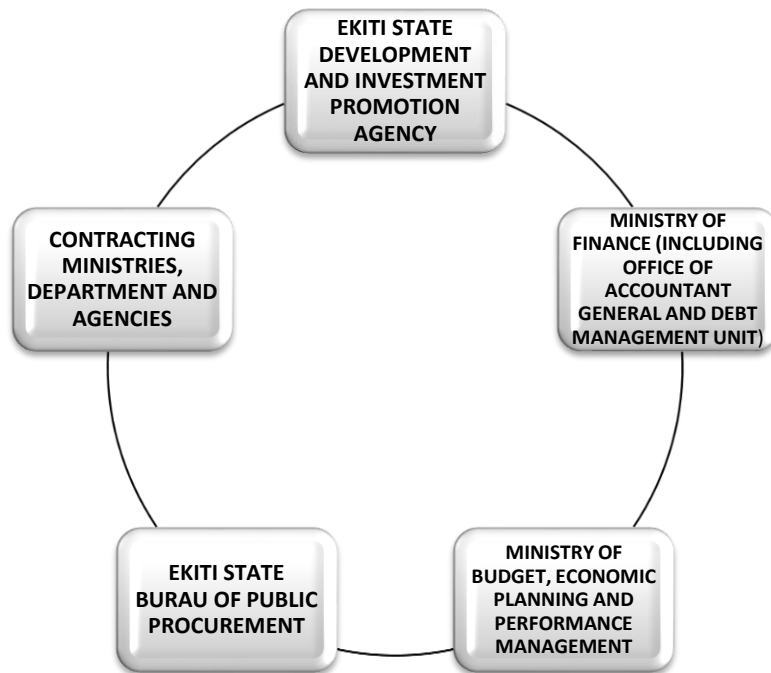 EKITI STATE
DEVELOPMENT
AND INVESTMENT
PROMOTION
AGENCY
MINISTRY OF
FINANCE (INCLUDING
OFFICE OF
ACCOUNTANT
GENERAL AND DEBT
MANAGEMENT UNIT)
MINISTRY OF
BUDGET, ECONOMIC
PLANNING AND
PERFORMANCE
MANAGEMENT
EKITI STATE
BURAU OF PUBLIC
PROCUREMENT
CONTRACTING
MINISTRIES,
DEPARTMENT AND
AGENCIES